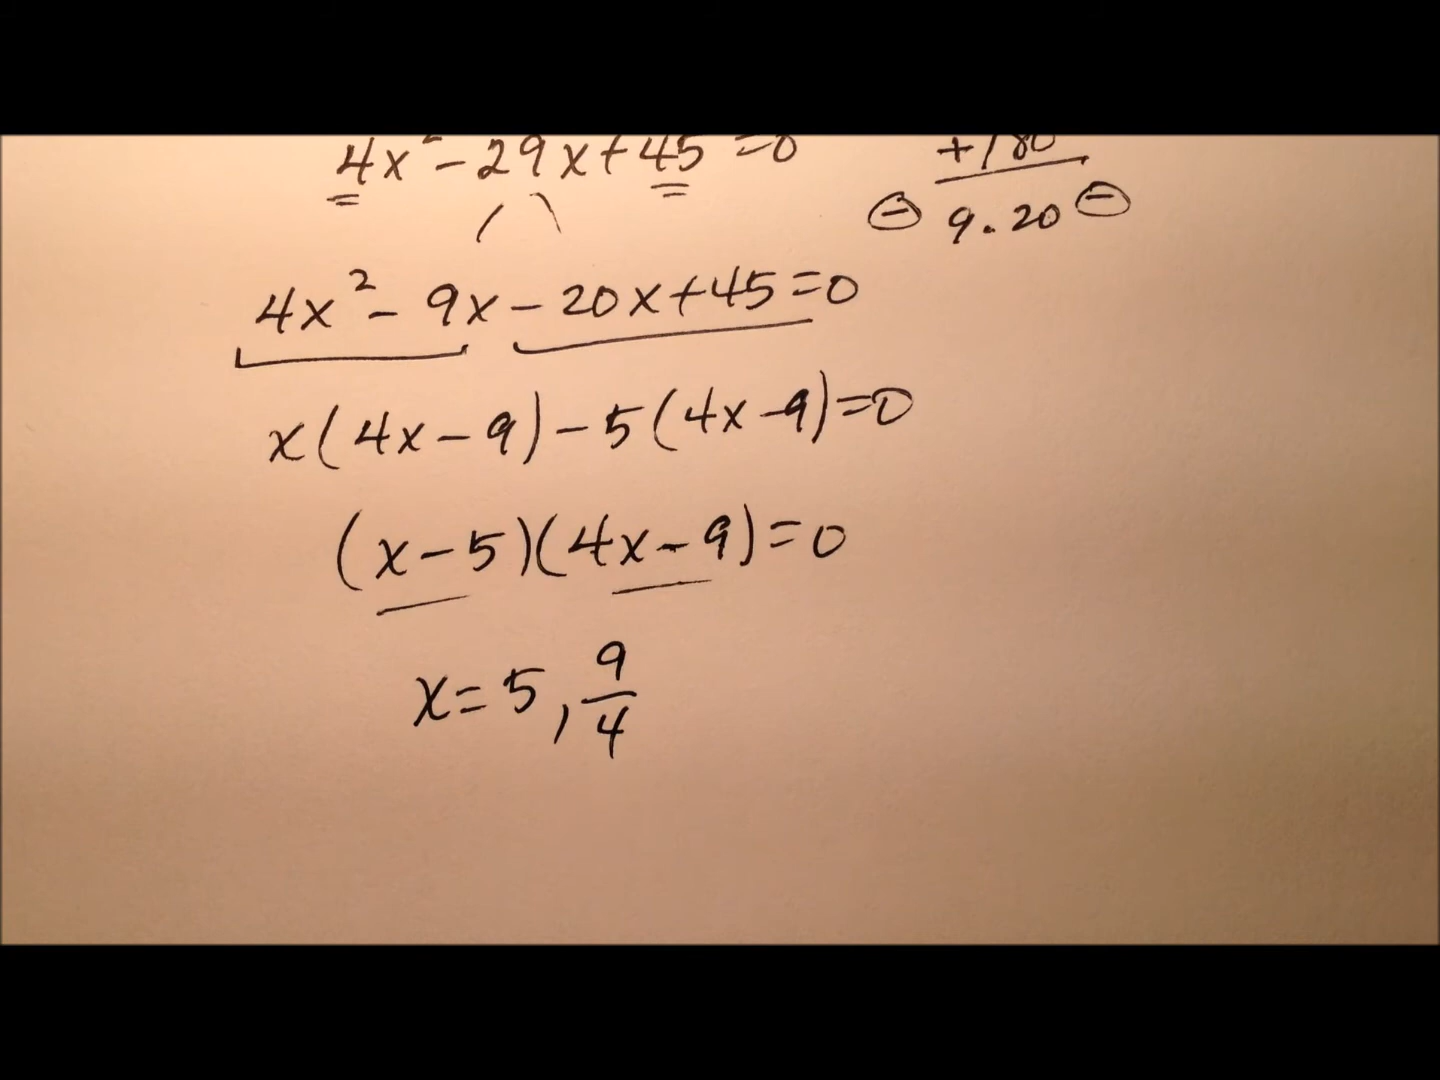 4x² - 29x + 45 = 0
+180
⊖ 9.20 ⊖
4x² - 9x - 20x + 45 = 0
x(4x - 9) - 5(4x - 9) = 0
(x - 5)(4x - 9) = 0
x = 5, 9/4